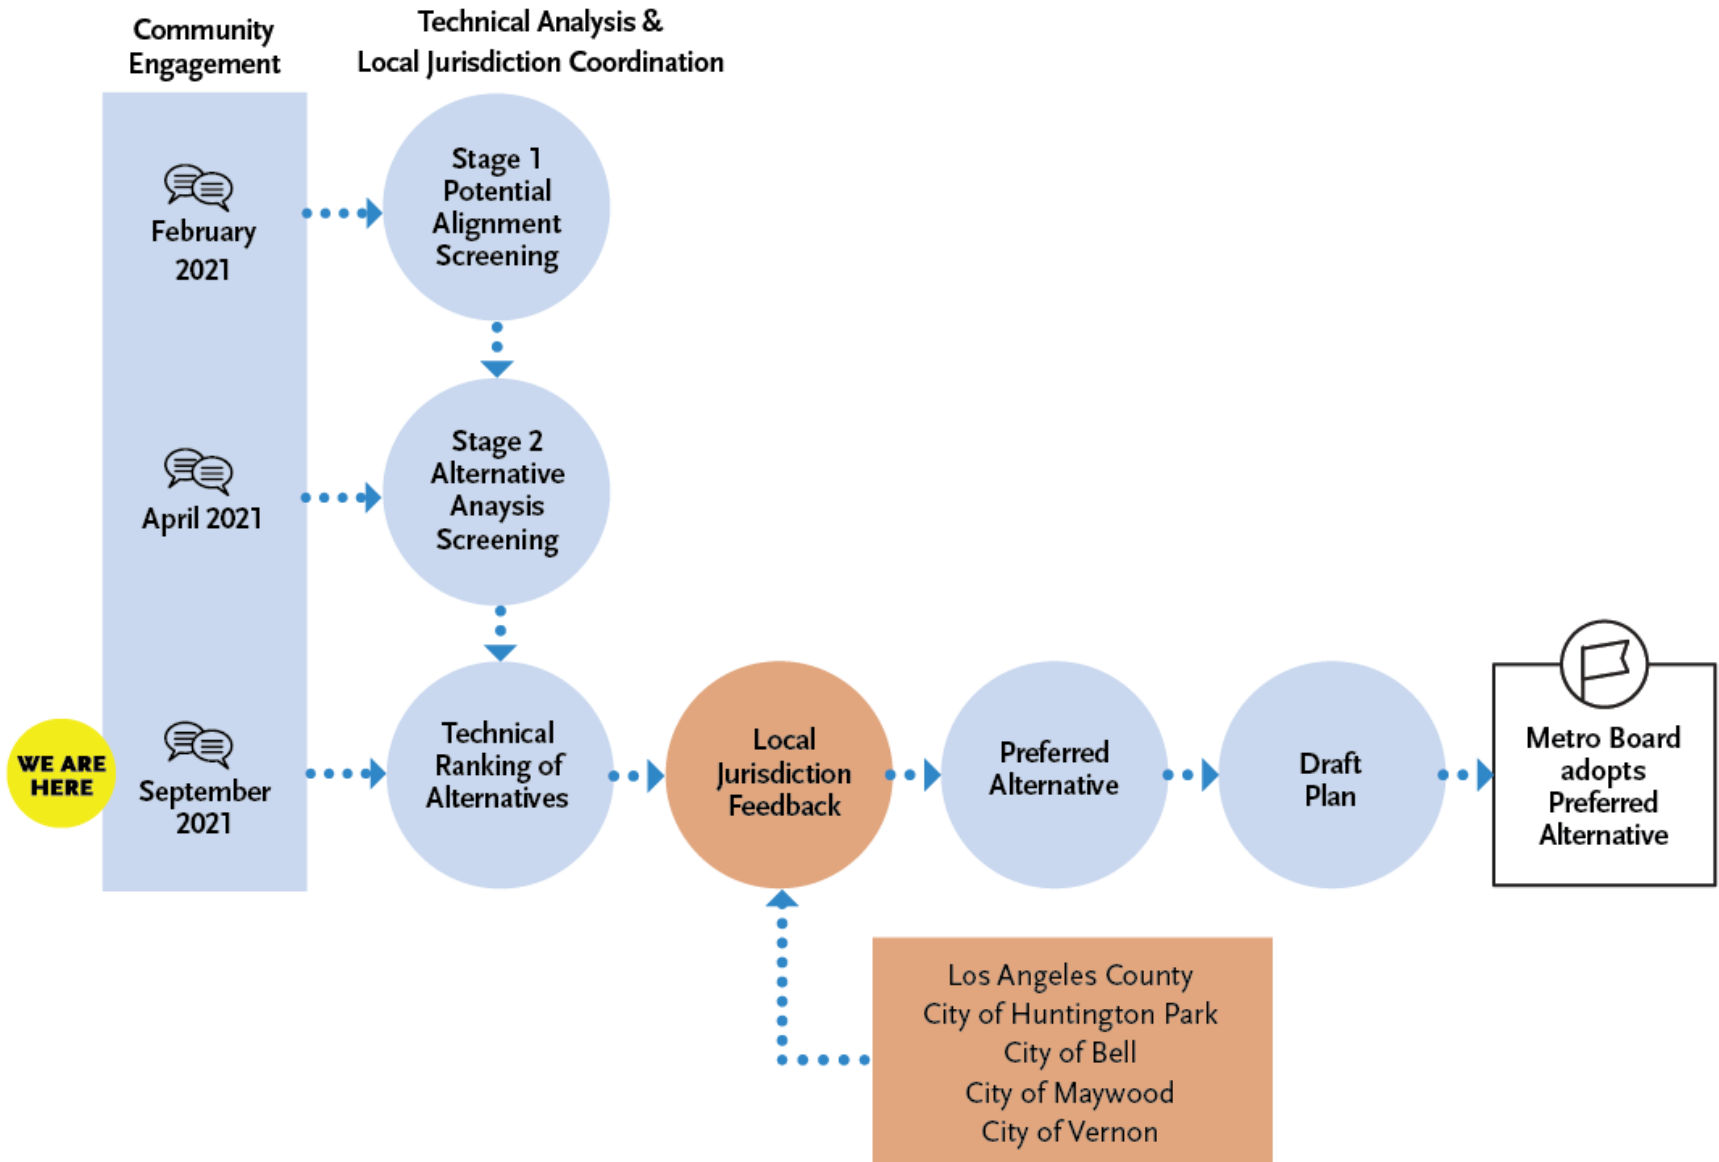 Community
Engagement
Technical Analysis &
Local Jurisdiction Coordination
February
2021
Stage 1
Potential
Alignment
Screening
April 2021
Stage 2
Alternative
Anaysis
Screening
WE ARE
HERE
September
2021
Technical
Ranking of
Alternatives
Local
Jurisdiction
Feedback
Preferred
Alternative
Draft
Plan
Metro Board
adopts
Preferred
Alternative
Los Angeles County
City of Huntington Park
City of Bell
City of Maywood
City of Vernon